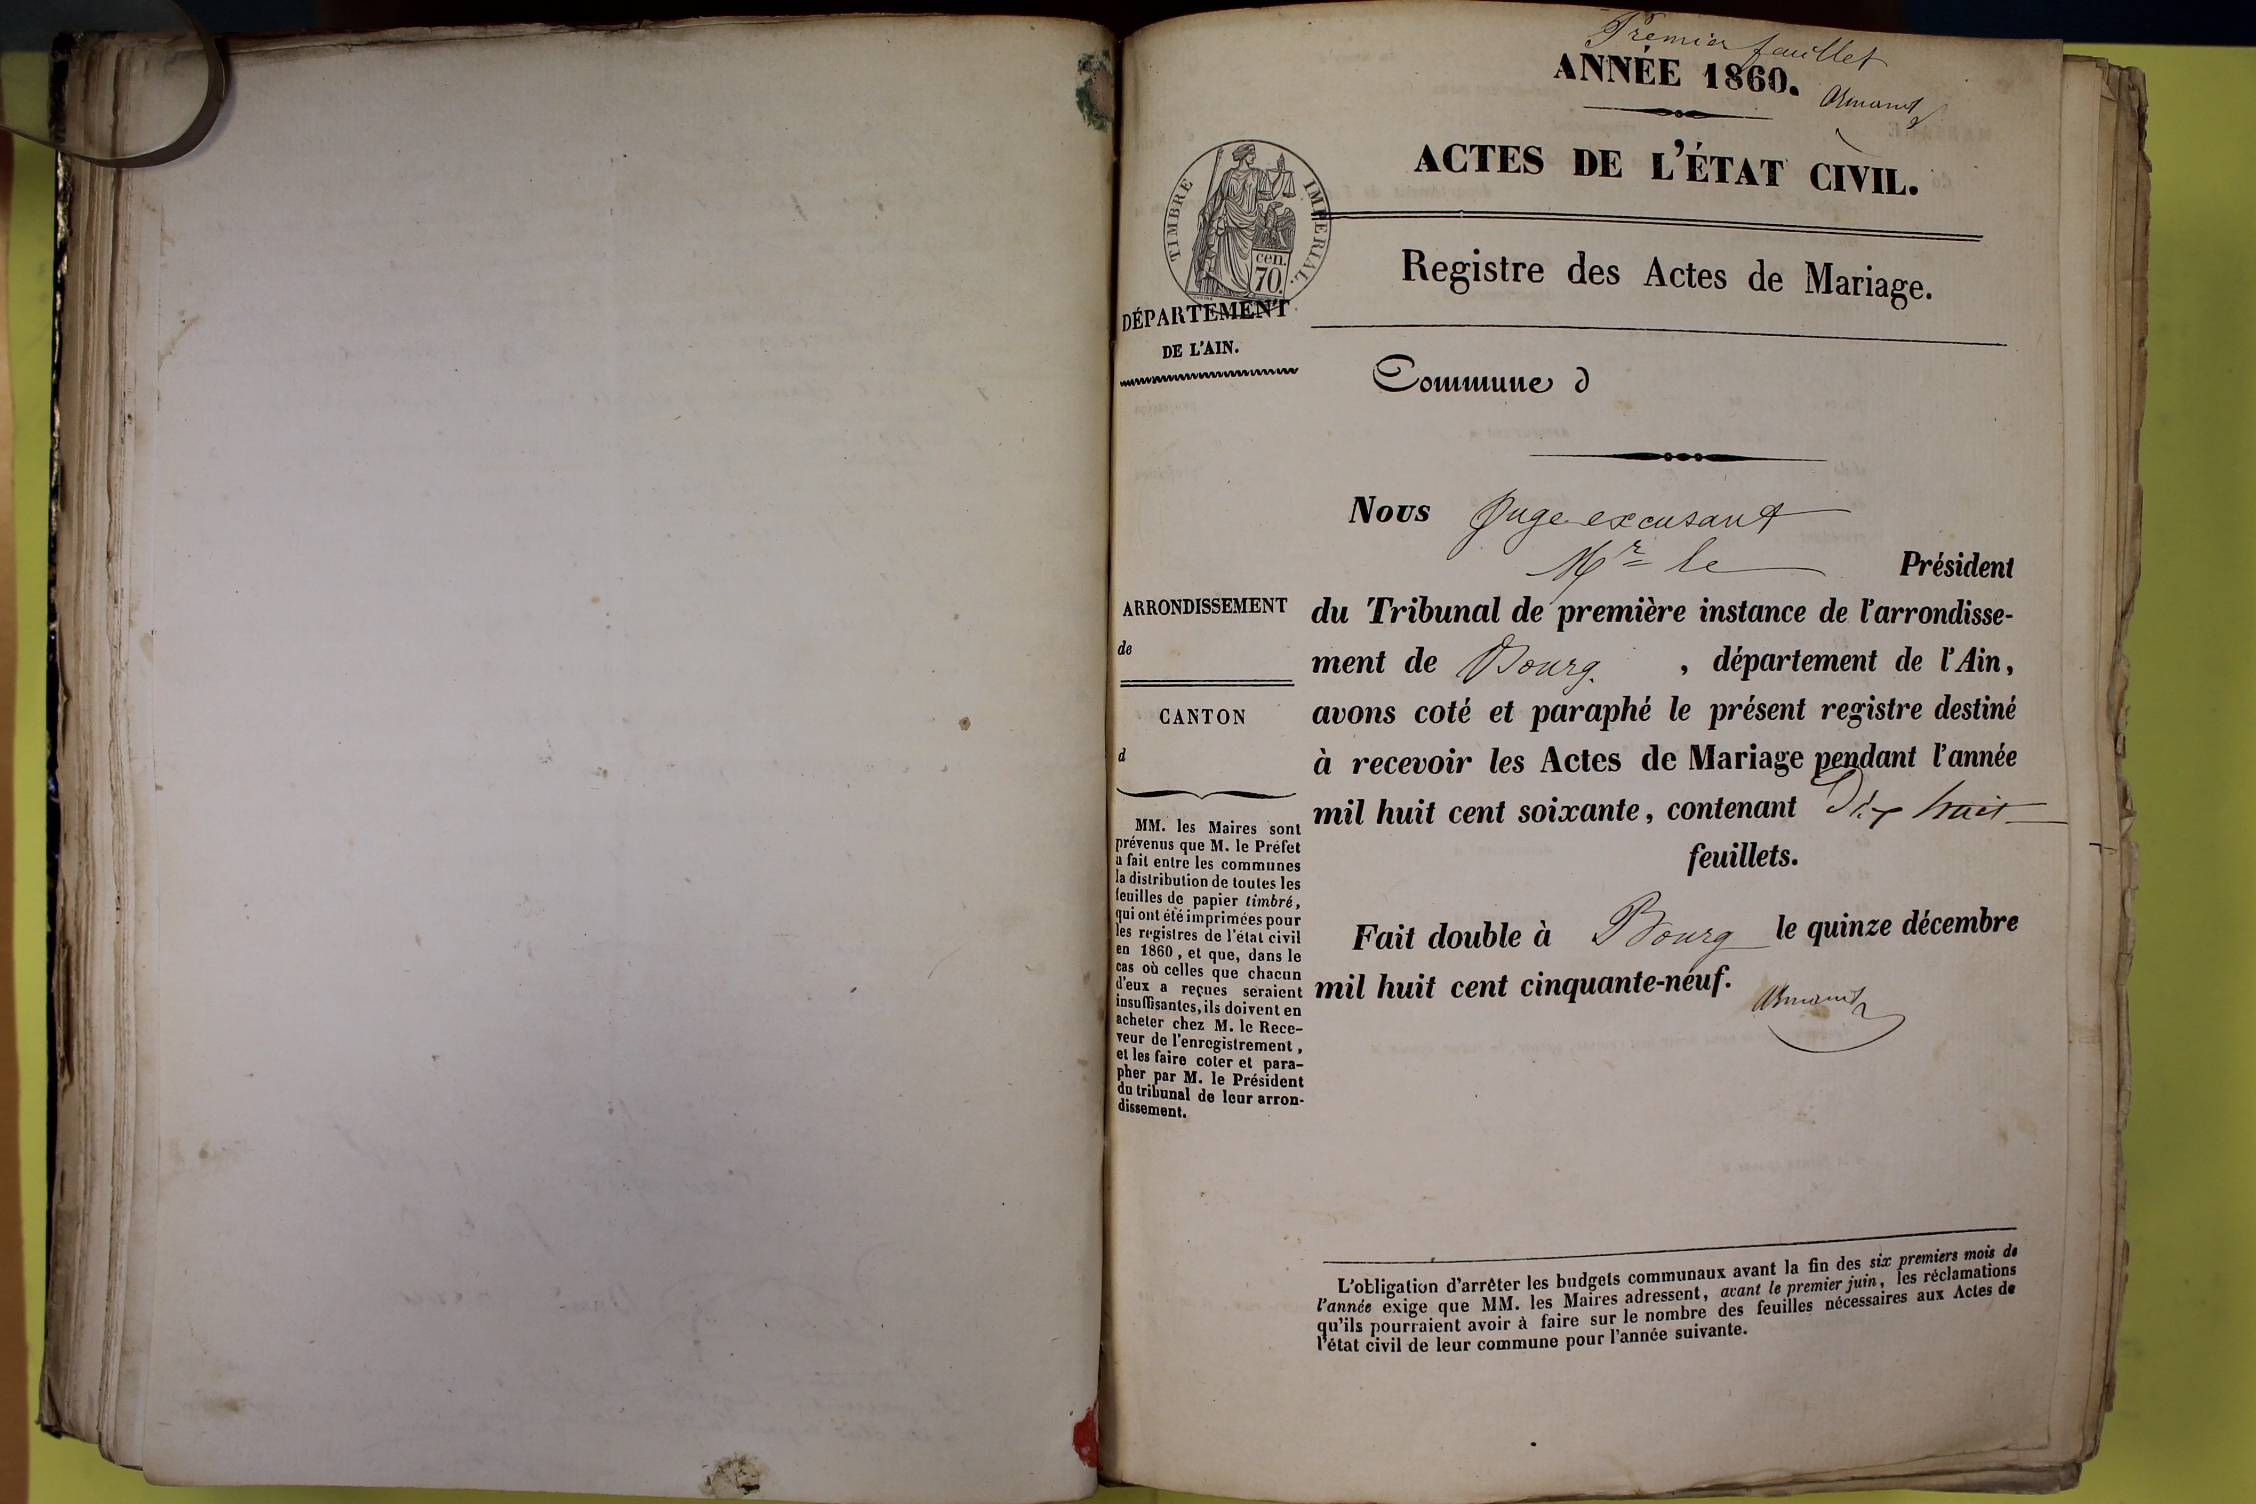 Premier feuillet
ANNÉE 1860.
ACTES DE L'ÉTAT CIVIL.
TIMBRE IMPERIAL.
cen.
70.
Registre des Actes de Mariage.
DÉPARTEMENT
DE L'AIN.
Commune d
Nous Juge excusant
Mr le Président
du Tribunal de première instance de l'arrondisse-
ment de Bourg. , département de l'Ain,
avons coté et paraphé le présent registre destiné
à recevoir les Actes de Mariage pendant l'année
mil huit cent soixante, contenant Dix huit
feuillets.
Fait double à Bourg le quinze décembre
mil huit cent cinquante-neuf.
ARRONDISSEMENT
de
CANTON
d
MM. les Maires sont
prévenus que M. le Préfet
a fait entre les communes
la distribution de toutes les
feuilles de papier timbré,
qui ont été imprimées pour
les registres de l'état civil
en 1860, et que, dans le
cas où celles que chacun
d'eux a reçues seraient
insuffisantes, ils doivent en
acheter chez M. le Rece-
veur de l'enregistrement,
et les faire coter et para-
pher par M. le Président
du tribunal de leur arron-
dissement.
L'obligation d'arrêter les budgets communaux avant la fin des six premiers mois de
l'année exige que MM. les Maires adressent, avant le premier juin, les réclamations
qu'ils pourraient avoir à faire sur le nombre des feuilles nécessaires aux Actes de
l'état civil de leur commune pour l'année suivante.